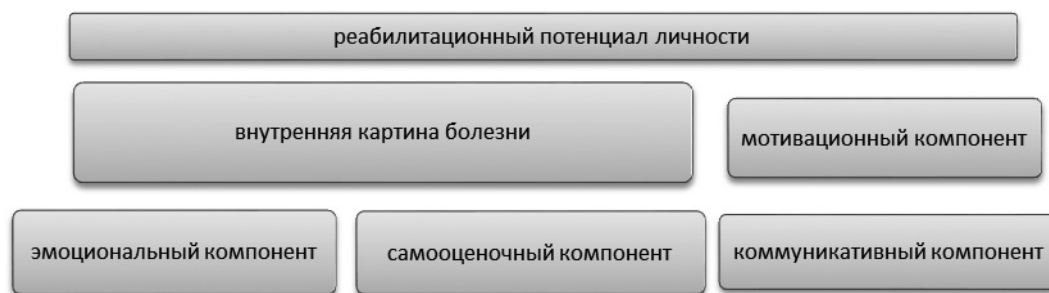 реабилитационный потенциал личности
внутренняя картина болезни
мотивационный компонент
эмоциональный компонент
самооценочный компонент
коммуникативный компонент